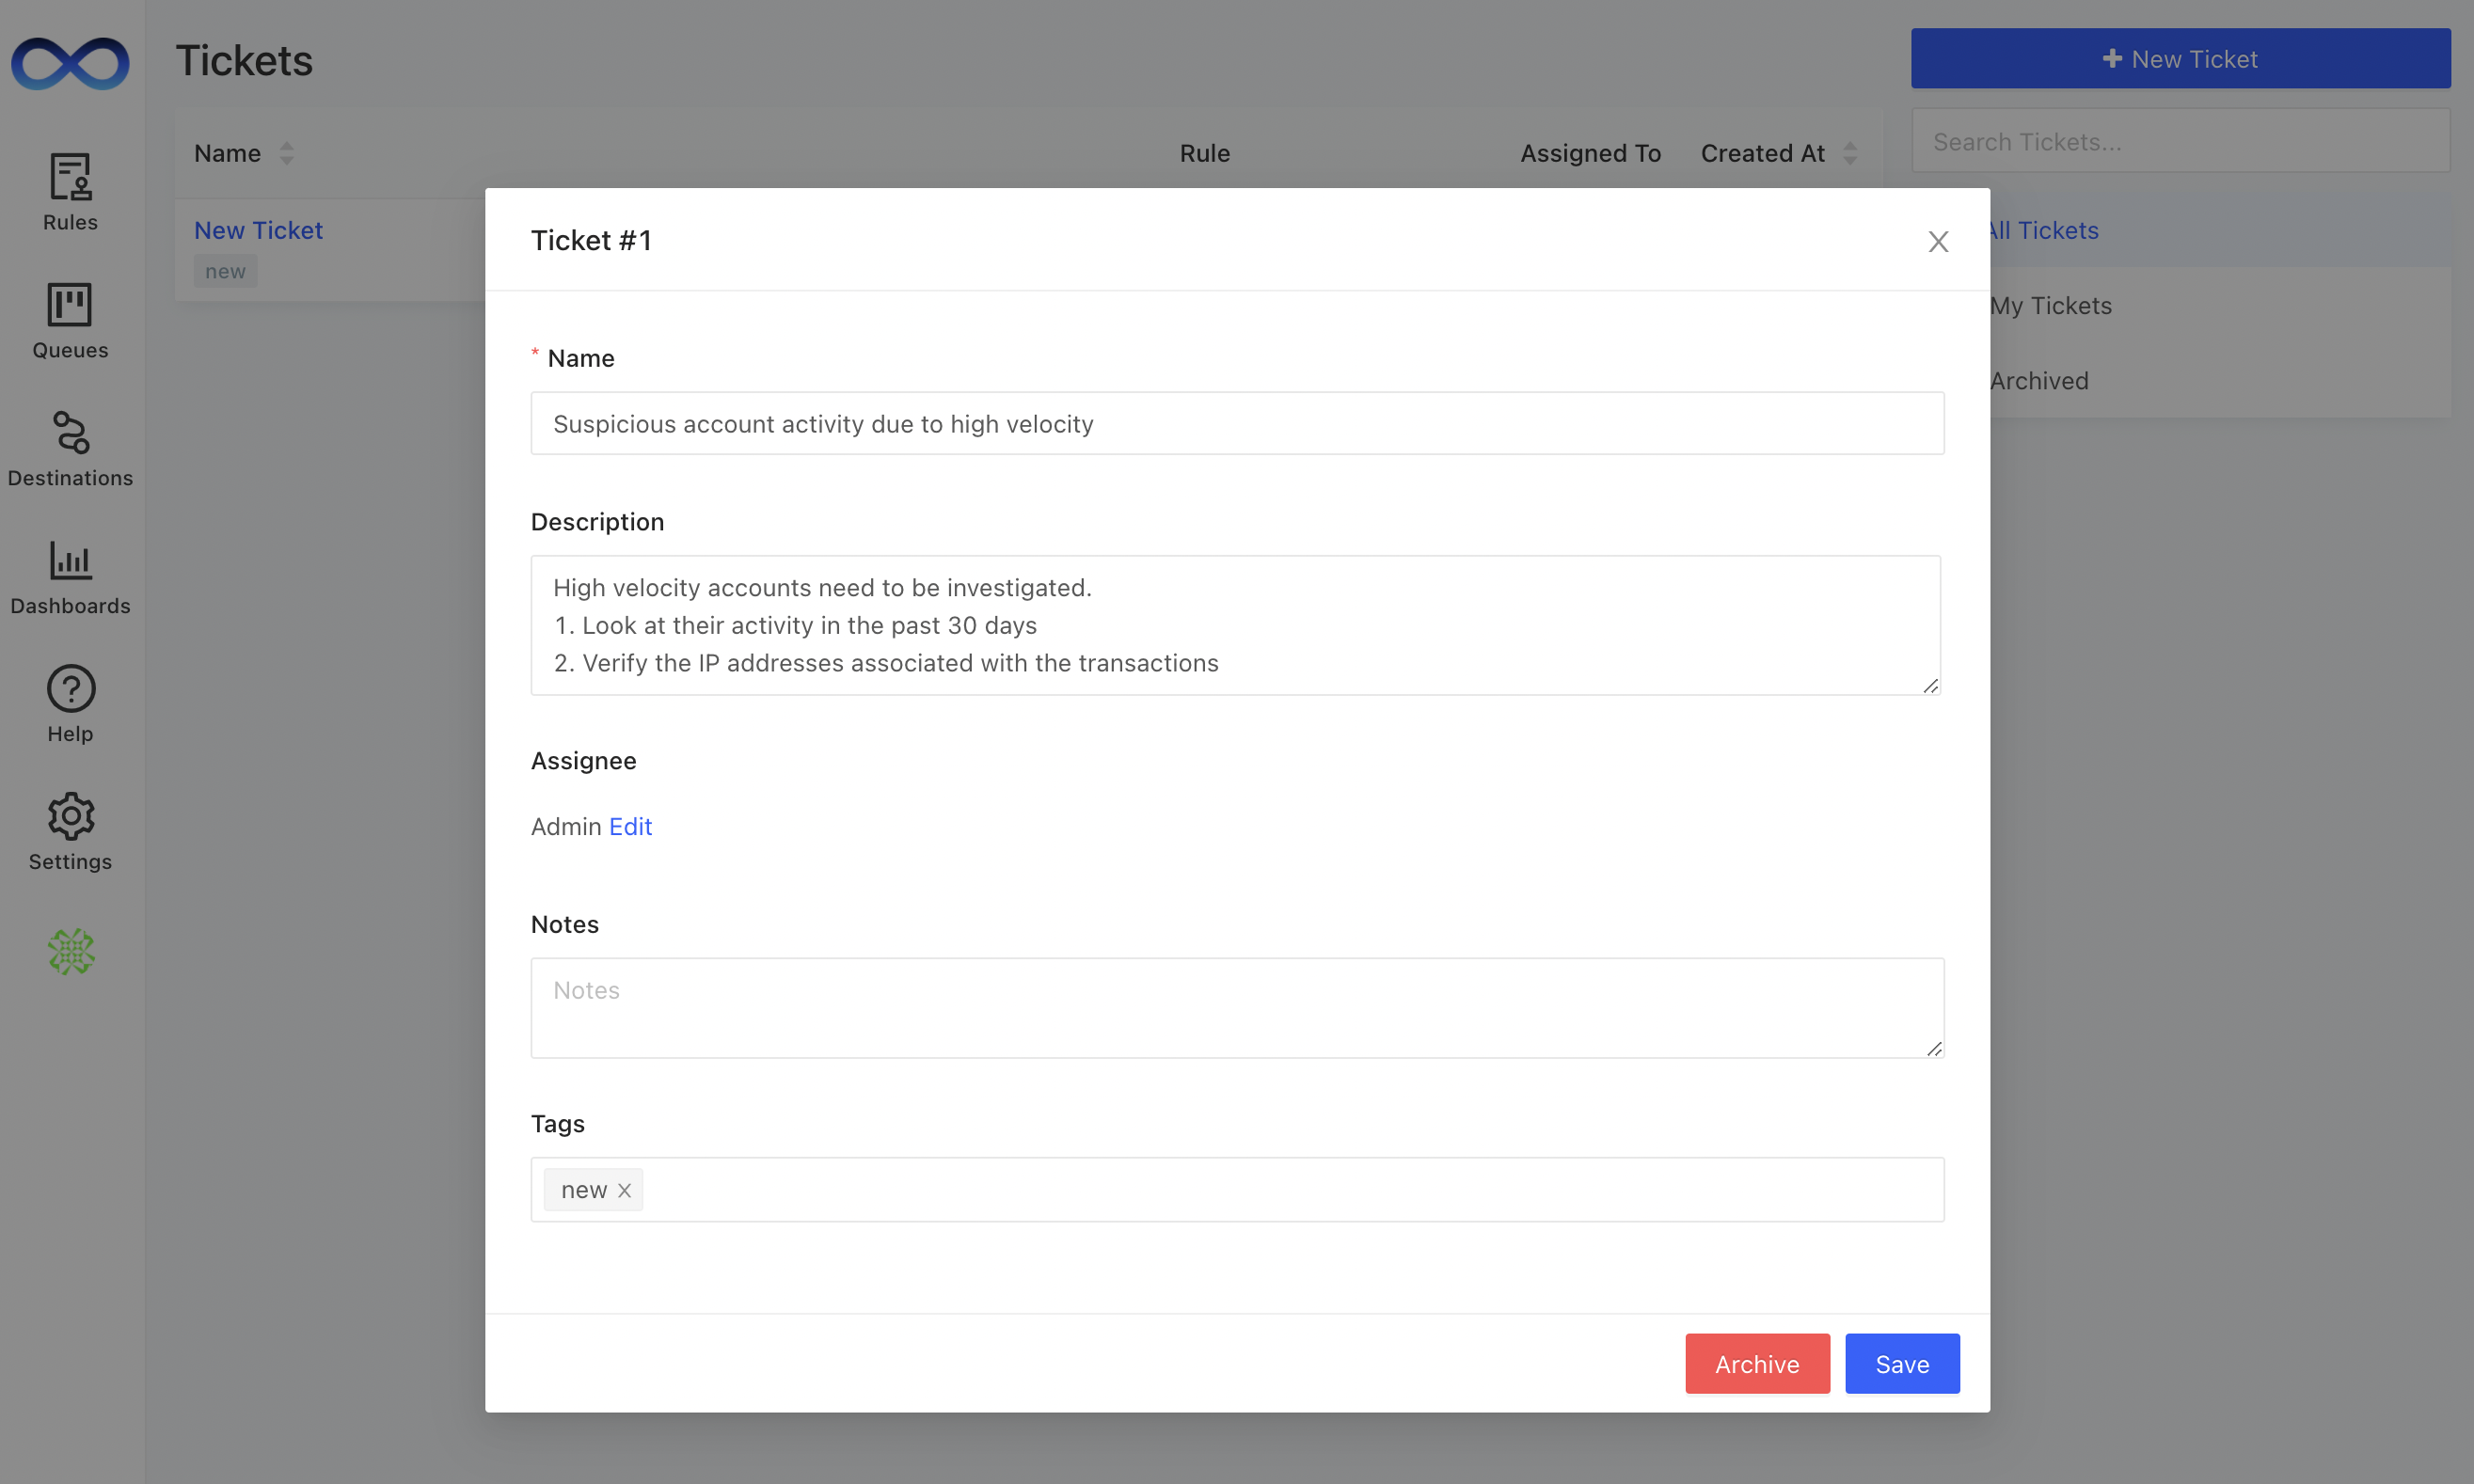 Tickets
+ New Ticket
Name
Rule
Assigned To
Created At
Search Tickets...
Rules
Queues
Destinations
Dashboards
Help
Settings
New Ticket
new
All Tickets
My Tickets
Archived
Ticket #1
* Name
Suspicious account activity due to high velocity
Description
High velocity accounts need to be investigated.
1. Look at their activity in the past 30 days
2. Verify the IP addresses associated with the transactions
Assignee
Admin Edit
Notes
Notes
Tags
new X
Archive
Save